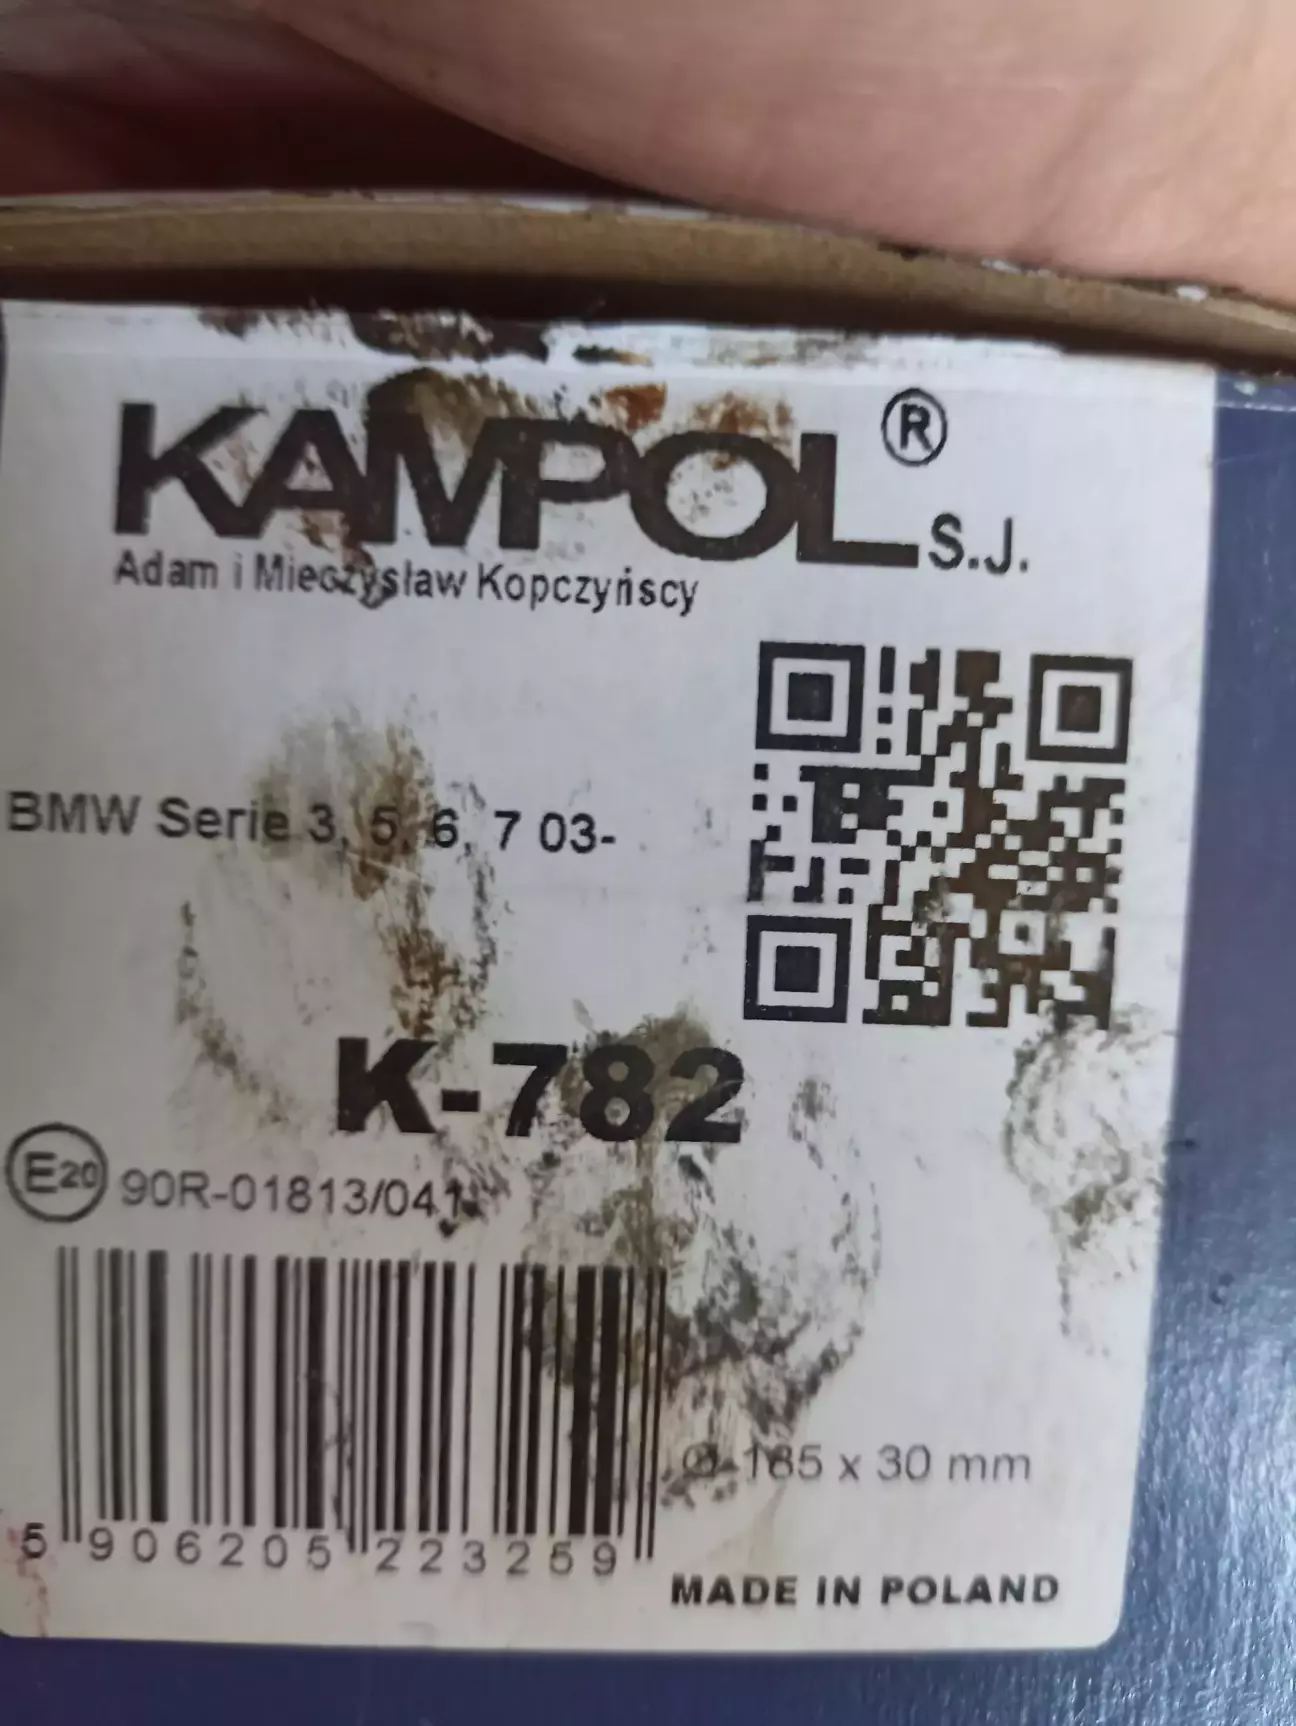 KAMPOL® S.J.
Adam i Mieczysław Kopczyńscy
BMW Serie 3, 5, 6, 7 03-
K-782
E20 90R-01813/041
Ø 185 x 30 mm
5 906205 223259
MADE IN POLAND